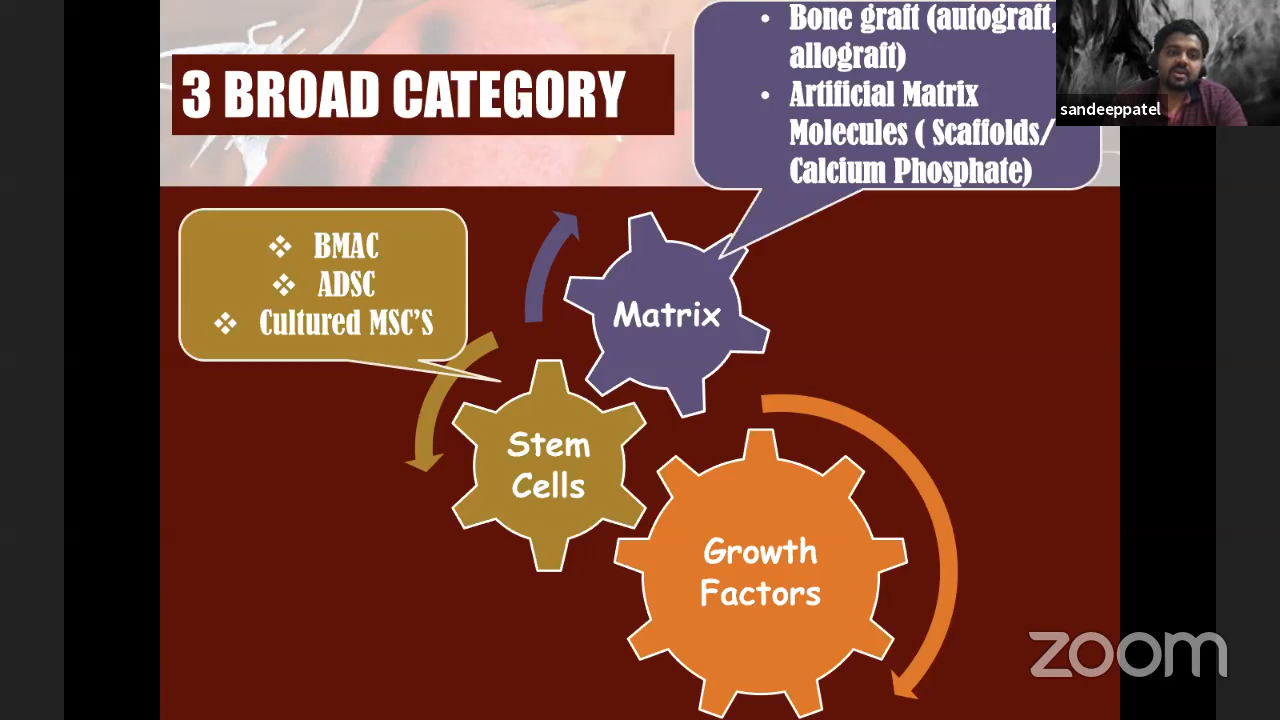 3 BROAD CATEGORY
• Bone graft (autograft,
allograft)
• Artificial Matrix
Molecules ( Scaffolds/
Calcium Phosphate)
sandeeppatel
❖ BMAC
❖ ADSC
❖ Cultured MSC'S
Matrix
Stem
Cells
Growth
Factors
zoom